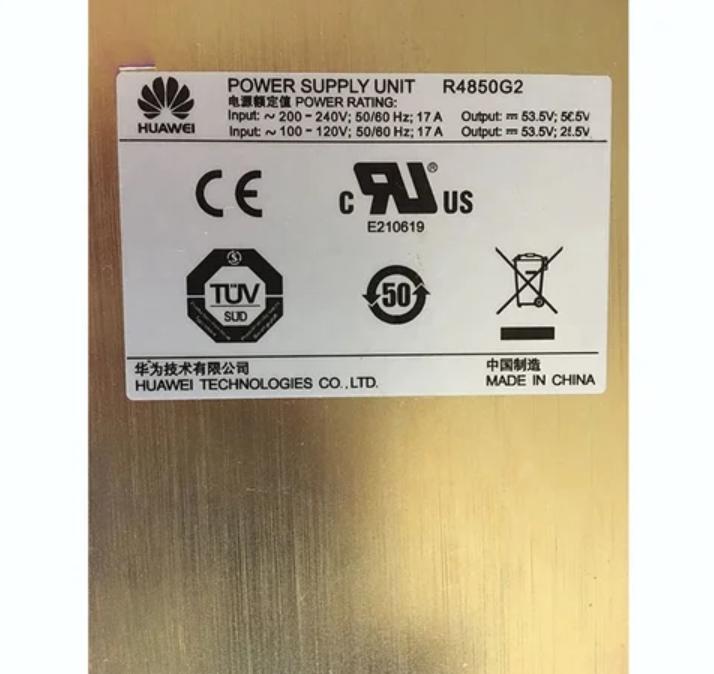 HUAWEI
POWER SUPPLY UNIT R4850G2
电源额定值 POWER RATING:
Input: ~ 200 - 240V; 50/60 Hz; 17 A Output: ⎓ 53.5V;
Input: ~ 100 - 120V; 50/60 Hz; 17 A Output: ⎓ 53.5V;
CE
c RU® US
E210619
TÜV
SÜD
50
华为技术有限公司
HUAWEI TECHNOLOGIES CO.,LTD.
中国制造
MADE IN CHINA